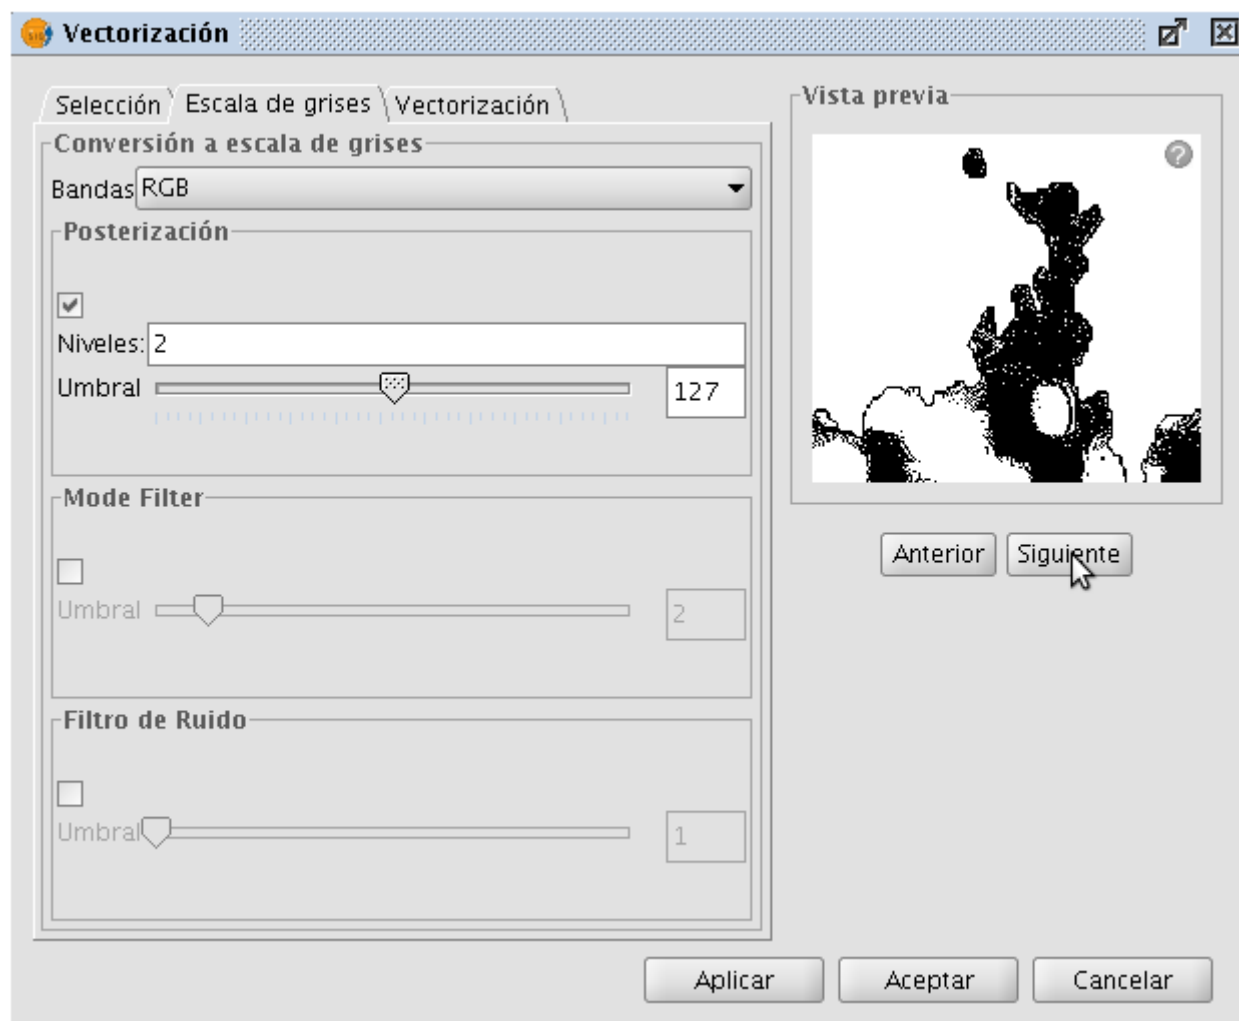 Vectorización
Selección Escala de grises Vectorización
Conversión a escala de grises
Bandas RGB
Posterización
Niveles: 2
Umbral 127
Mode Filter
Umbral 2
Filtro de Ruido
Umbral 1
Vista previa
?
Anterior Siguiente
Aplicar Aceptar Cancelar